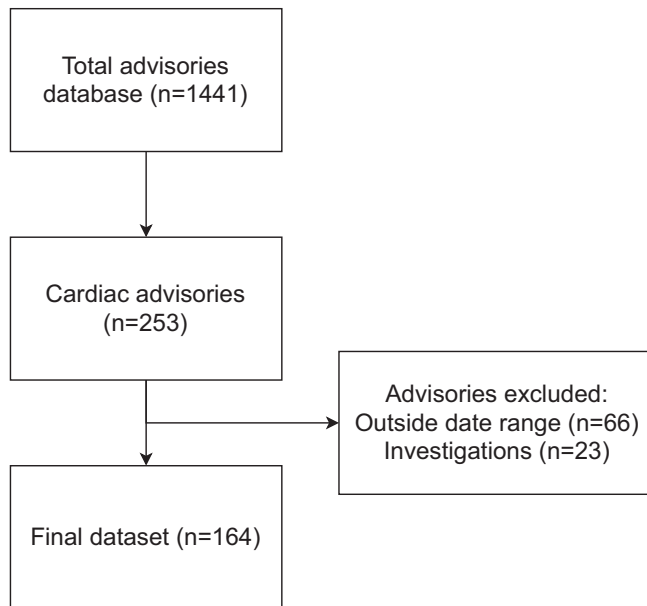 Total advisories
database (n=1441)
Cardiac advisories
(n=253)
Advisories excluded:
Outside date range (n=66)
Investigations (n=23)
Final dataset (n=164)